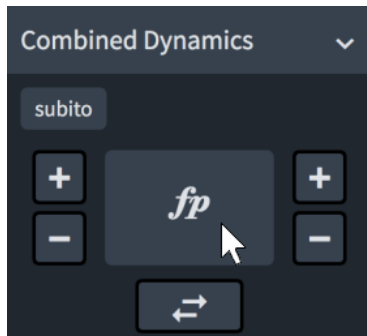 Combined Dynamics
subito
+ fp +
− −